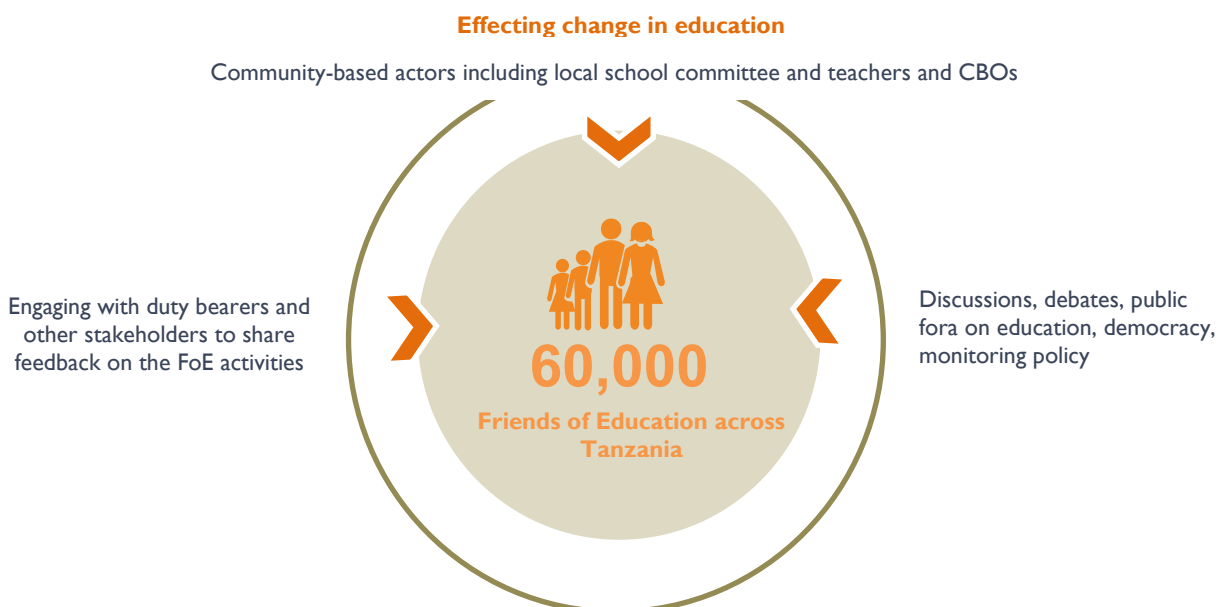 Effecting change in education
Community-based actors including local school committee and teachers and CBOs
Engaging with duty bearers and
other stakeholders to share
feedback on the FoE activities
60,000
Friends of Education across
Tanzania
Discussions, debates, public
fora on education, democracy,
monitoring policy